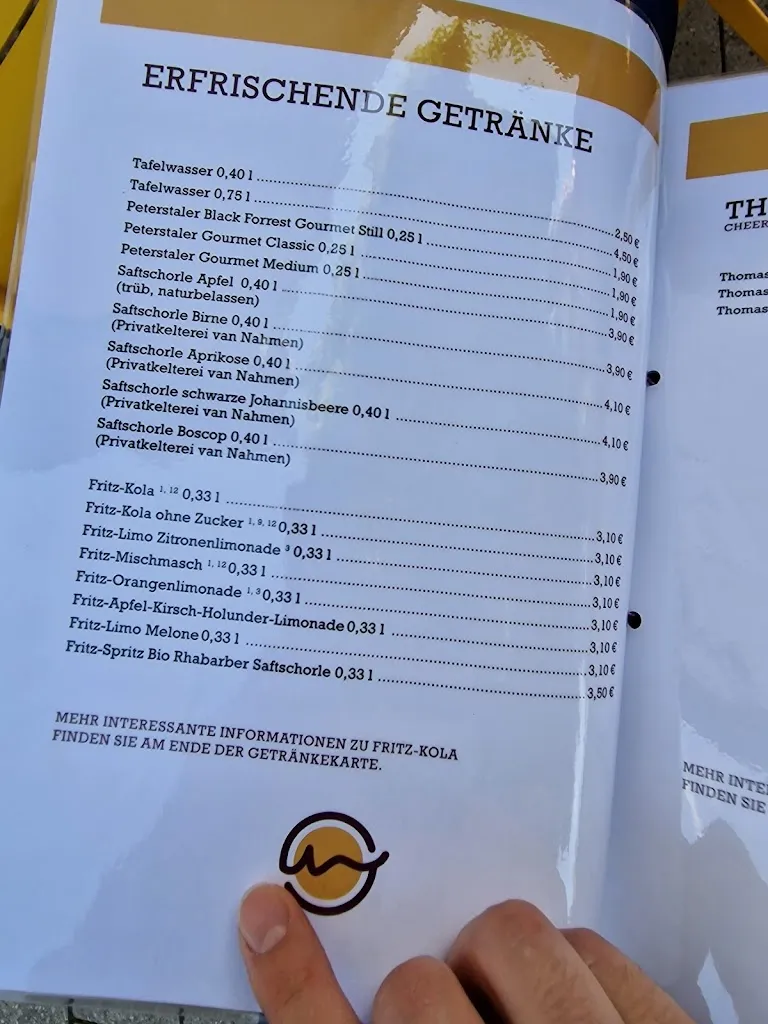 ERFRISCHENDE GETRÄNKE
Tafelwasser 0,40 l ........ 2,50 €
Tafelwasser 0,75 l ........ 4,50 €
Peterstaler Black Forrest Gourmet Still 0,25 l ........ 1,90 €
Peterstaler Gourmet Classic 0,25 l ........ 1,90 €
Peterstaler Gourmet Medium 0,25 l ........ 1,90 €
Saftschorle Apfel 0,40 l ........ 3,90 €
(trüb, naturbelassen)
Saftschorle Birne 0,40 l ........ 3,90 €
(Privatkelterei van Nahmen)
Saftschorle Aprikose 0,40 l ........ 4,10 €
(Privatkelterei van Nahmen)
Saftschorle schwarze Johannisbeere 0,40 l ........ 4,10 €
(Privatkelterei van Nahmen)
Saftschorle Boscop 0,40 l ........ 3,90 €
(Privatkelterei van Nahmen)
Fritz-Kola 1, 12 0,33 l ........ 3,10 €
Fritz-Kola ohne Zucker 1, 9, 12 0,33 l ........ 3,10 €
Fritz-Limo Zitronenlimonade 3 0,33 l ........ 3,10 €
Fritz-Mischmasch 1, 12 0,33 l ........ 3,10 €
Fritz-Orangenlimonade 1, 3 0,33 l ........ 3,10 €
Fritz-Apfel-Kirsch-Holunder-Limonade 0,33 l ........ 3,10 €
Fritz-Limo Melone 0,33 l ........ 3,10 €
Fritz-Spritz Bio Rhabarber Saftschorle 0,33 l ........ 3,50 €
MEHR INTERESSANTE INFORMATIONEN ZU FRITZ-KOLA
FINDEN SIE AM ENDE DER GETRÄNKEKARTE.
TH
CHEER
Thomas
Thomas
Thomas
MEHR INTE
FINDEN SIE